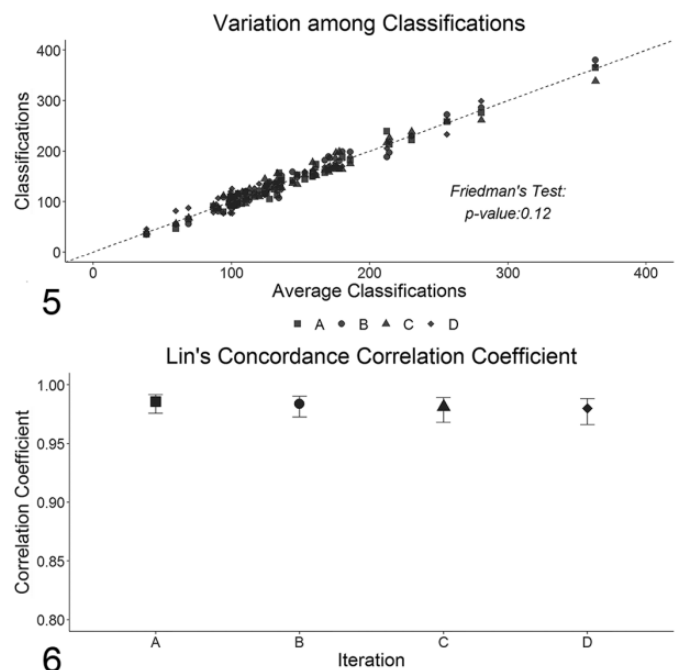 Variation among Classifications
400
300
200
100
0
Classifications
Friedman's Test:
p-value:0.12
0 100 200 300 400
Average Classifications
5
A B C D
Lin's Concordance Correlation Coefficient
1.00
0.95
0.90
0.85
0.80
Correlation Coefficient
A B C D
Iteration
6